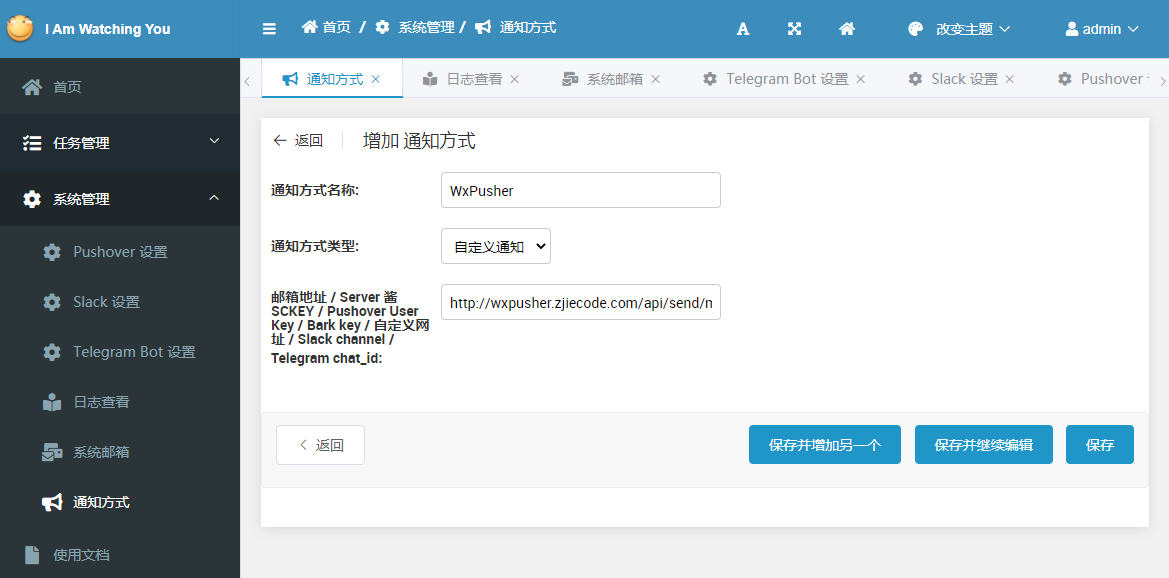 I Am Watching You
首页 / 系统管理 / 通知方式
A
改变主题
admin
首页
任务管理
系统管理
Pushover 设置
Slack 设置
Telegram Bot 设置
日志查看
系统邮箱
通知方式
使用文档
通知方式 ×
日志查看 ×
系统邮箱 ×
Telegram Bot 设置 ×
Slack 设置 ×
Pushover
返回
增加 通知方式
通知方式名称:
WxPusher
通知方式类型:
自定义通知
邮箱地址 / Server 酱
SCKEY / Pushover User
Key / Bark key / 自定义网
址 / Slack channel /
Telegram chat_id:
http://wxpusher.zjiecode.com/api/send/n
返回
保存并增加另一个
保存并继续编辑
保存